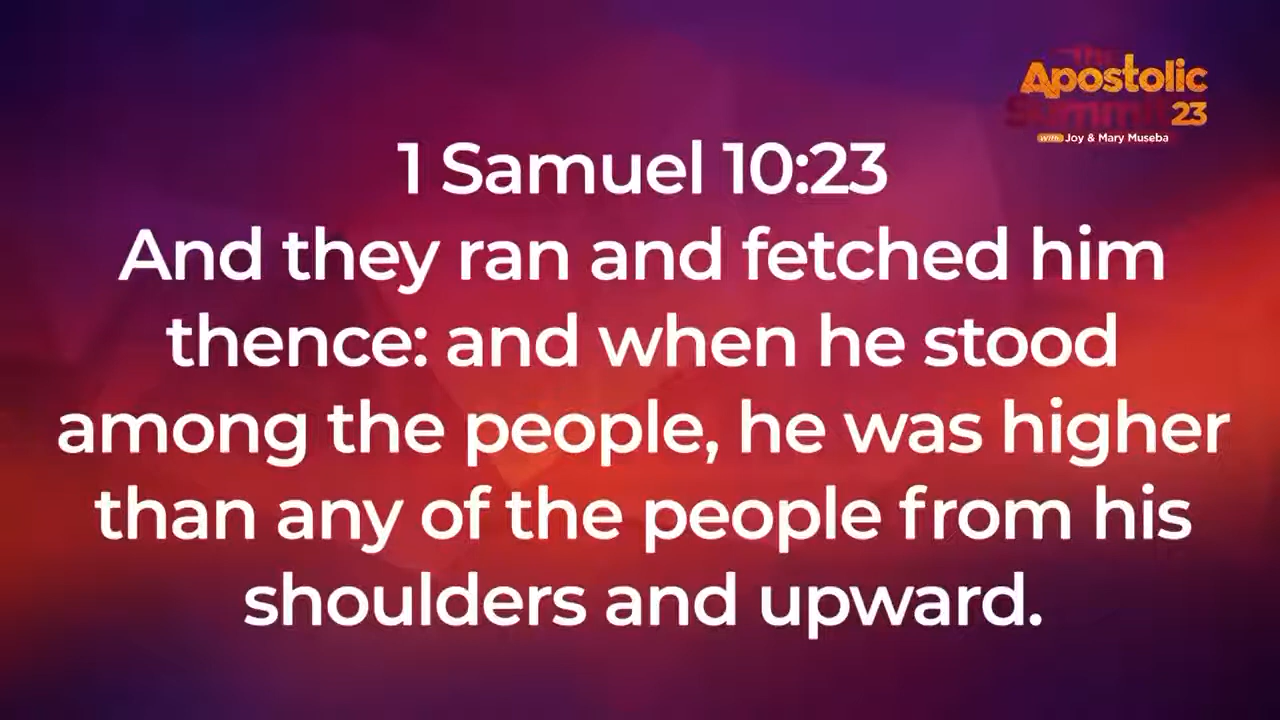 The
Apostolic
Summit 23
with Joy & Mary Museba
1 Samuel 10:23
And they ran and fetched him
thence: and when he stood
among the people, he was higher
than any of the people from his
shoulders and upward.